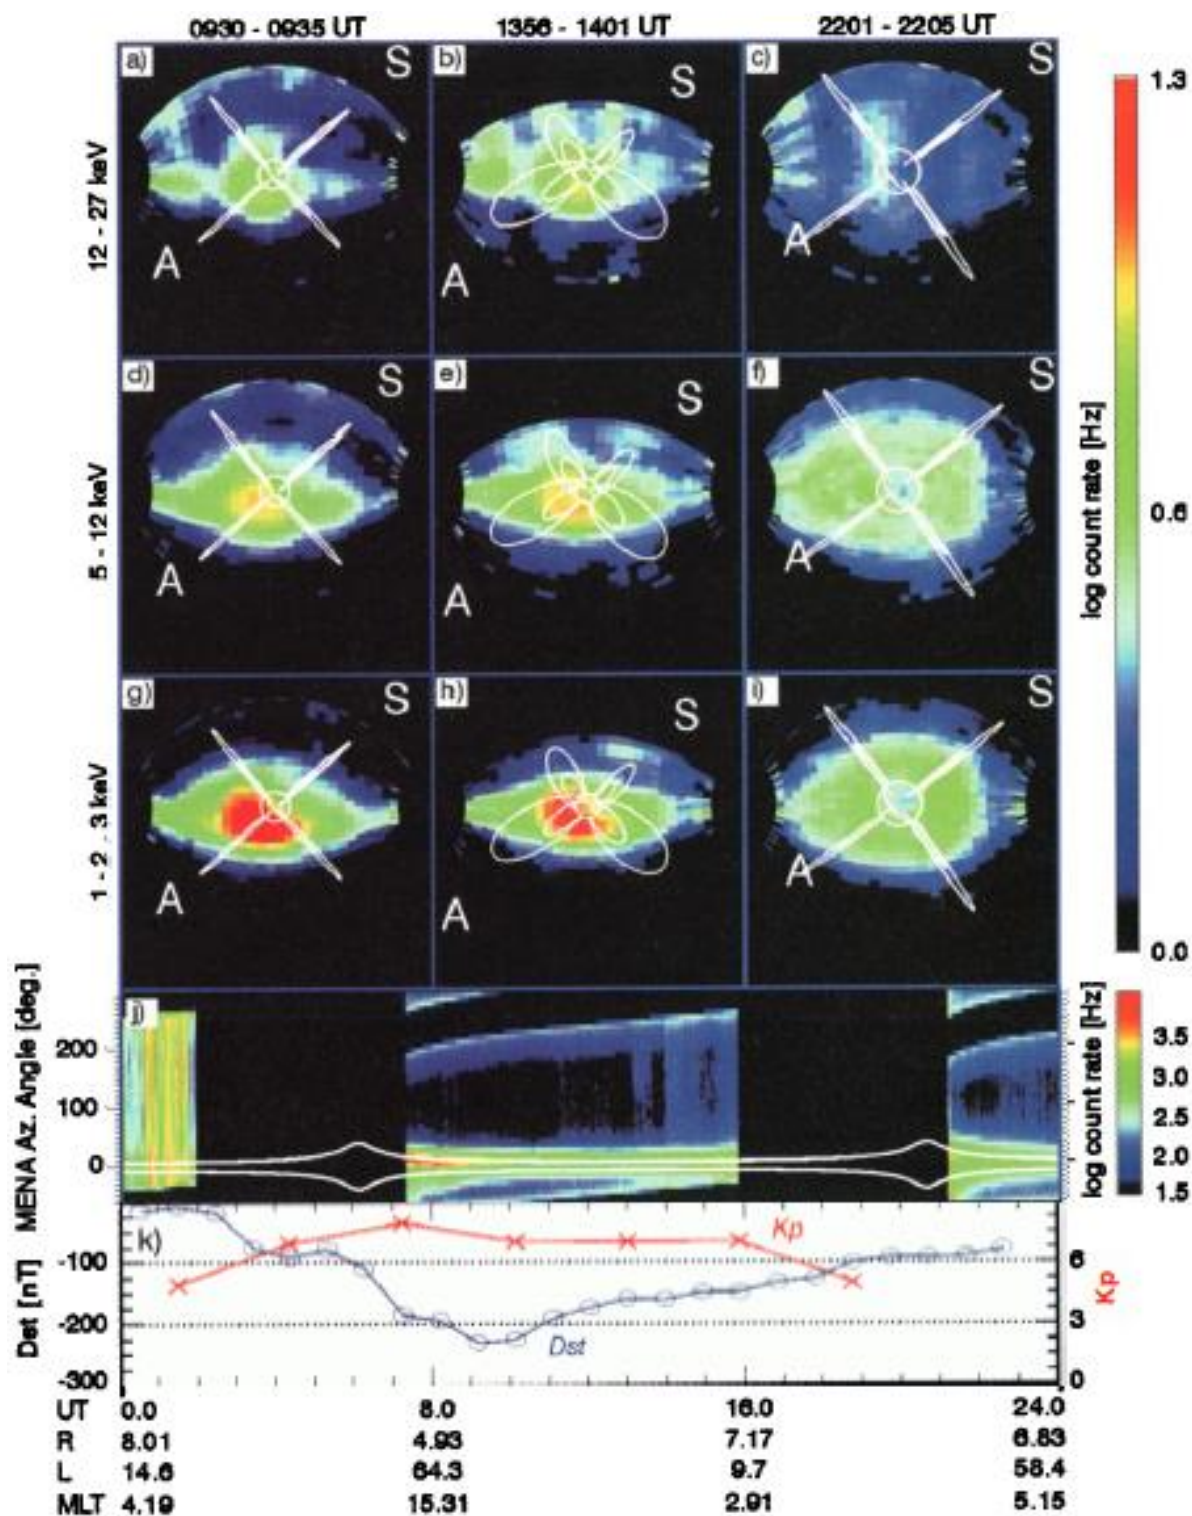 0930 - 0935 UT 1356 - 1401 UT 2201 - 2205 UT
a) S b) S c) S
1.3
12 - 27 keV
A A A
d) S e) S f) S
5 - 12 keV
log count rate [Hz]
0.6
A A A
g) S h) S i) S
1 - 2 - 3 keV
A A A
0.0
j)
MENA Az. Angle [deg.]
200
100
0
log count rate [Hz]
3.5
3.0
2.5
2.0
1.5
k)
Kp
Dst [nT]
-100
-200
-300
Dst
6
3
0
Kp
UT 0.0 8.0 16.0 24.0
R 8.01 4.93 7.17 6.83
L 14.6 64.3 9.7 58.4
MLT 4.19 15.31 2.91 5.15